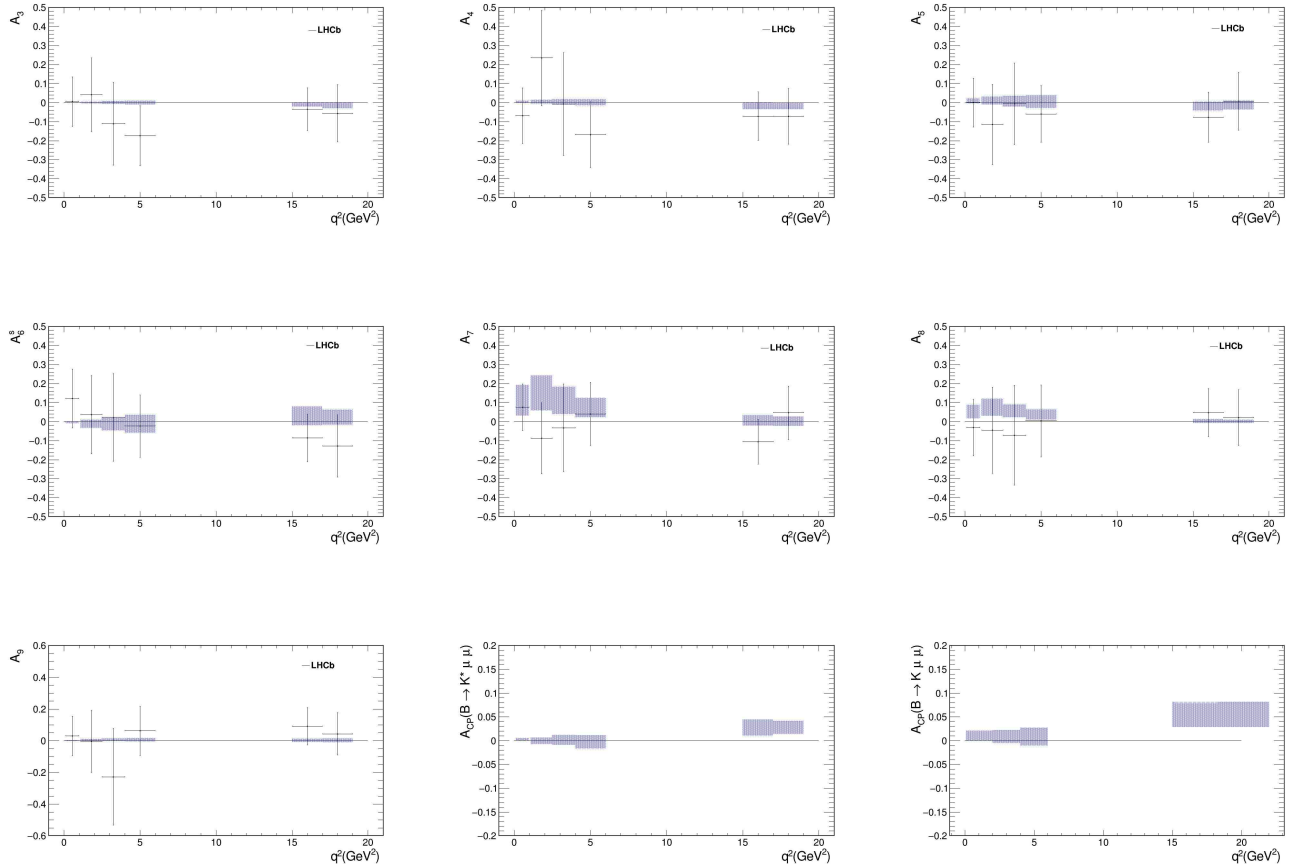 A3
0.5
0.4
0.3
0.2
0.1
0
−0.1
−0.2
−0.3
−0.4
−0.5
LHCb
0 5 10 15 20
q²(GeV²)
A4
0.5
0.4
0.3
0.2
0.1
0
−0.1
−0.2
−0.3
−0.4
−0.5
LHCb
0 5 10 15 20
q²(GeV²)
A5
0.5
0.4
0.3
0.2
0.1
0
−0.1
−0.2
−0.3
−0.4
−0.5
LHCb
0 5 10 15 20
q²(GeV²)
A6s
0.5
0.4
0.3
0.2
0.1
0
−0.1
−0.2
−0.3
−0.4
−0.5
LHCb
0 5 10 15 20
q²(GeV²)
A7
0.5
0.4
0.3
0.2
0.1
0
−0.1
−0.2
−0.3
−0.4
−0.5
LHCb
0 5 10 15 20
q²(GeV²)
A8
0.5
0.4
0.3
0.2
0.1
0
−0.1
−0.2
−0.3
−0.4
−0.5
LHCb
0 5 10 15 20
q²(GeV²)
A9
0.6
0.4
0.2
0
−0.2
−0.4
−0.6
LHCb
0 5 10 15 20
q²(GeV²)
ACP(B → K* μ μ)
0.2
0.15
0.1
0.05
0
−0.05
−0.1
−0.15
−0.2
0 5 10 15 20
q²(GeV²)
ACP(B → K μ μ)
0.2
0.15
0.1
0.05
0
−0.05
−0.1
−0.15
−0.2
0 5 10 15 20
q²(GeV²)